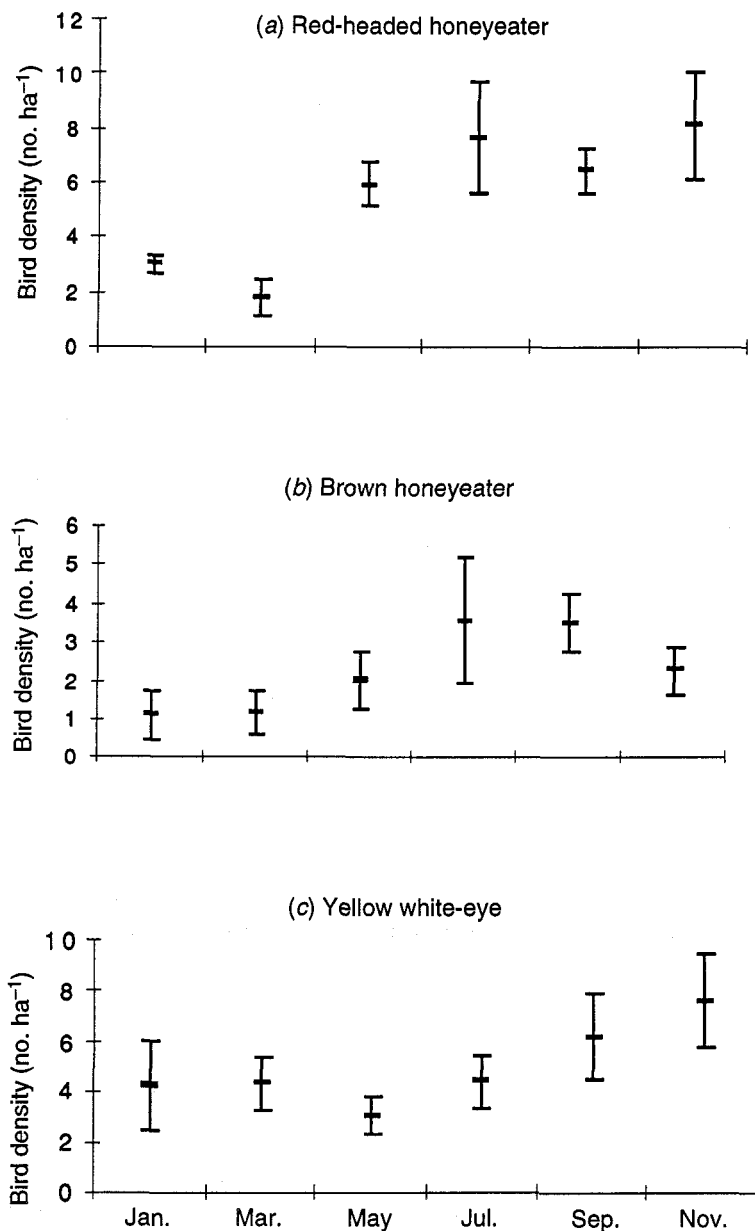 (a) Red-headed honeyeater
Bird density (no. ha⁻¹)
12
10
8
6
4
2
0
(b) Brown honeyeater
Bird density (no. ha⁻¹)
6
5
4
3
2
1
0
(c) Yellow white-eye
Bird density (no. ha⁻¹)
10
8
6
4
2
0
Jan. Mar. May Jul. Sep. Nov.